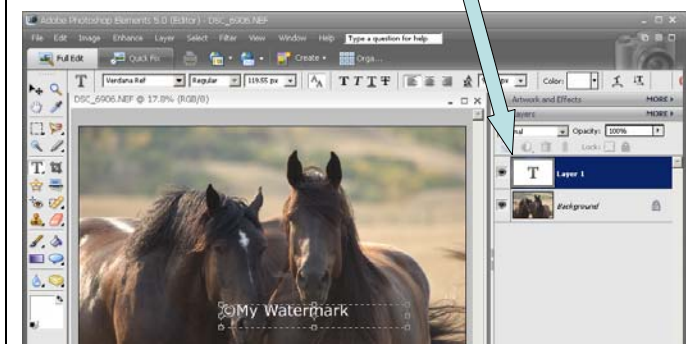 Adobe Photoshop Elements 5.0 (Editor) - DSC_6906.NEF
File Edit Image Enhance Layer Select Filter View Window Help Type a question for help
Full Edit Quick Fix Create Orga...
T Verdana Ref Regular 119.55 px T T T T Color:
DSC_6906.NEF @ 17.8% (RGB/8)
Artwork and Effects MORE
MORE
Opacity: 100%
Lock:
T Layer 1
Background
©My Watermark